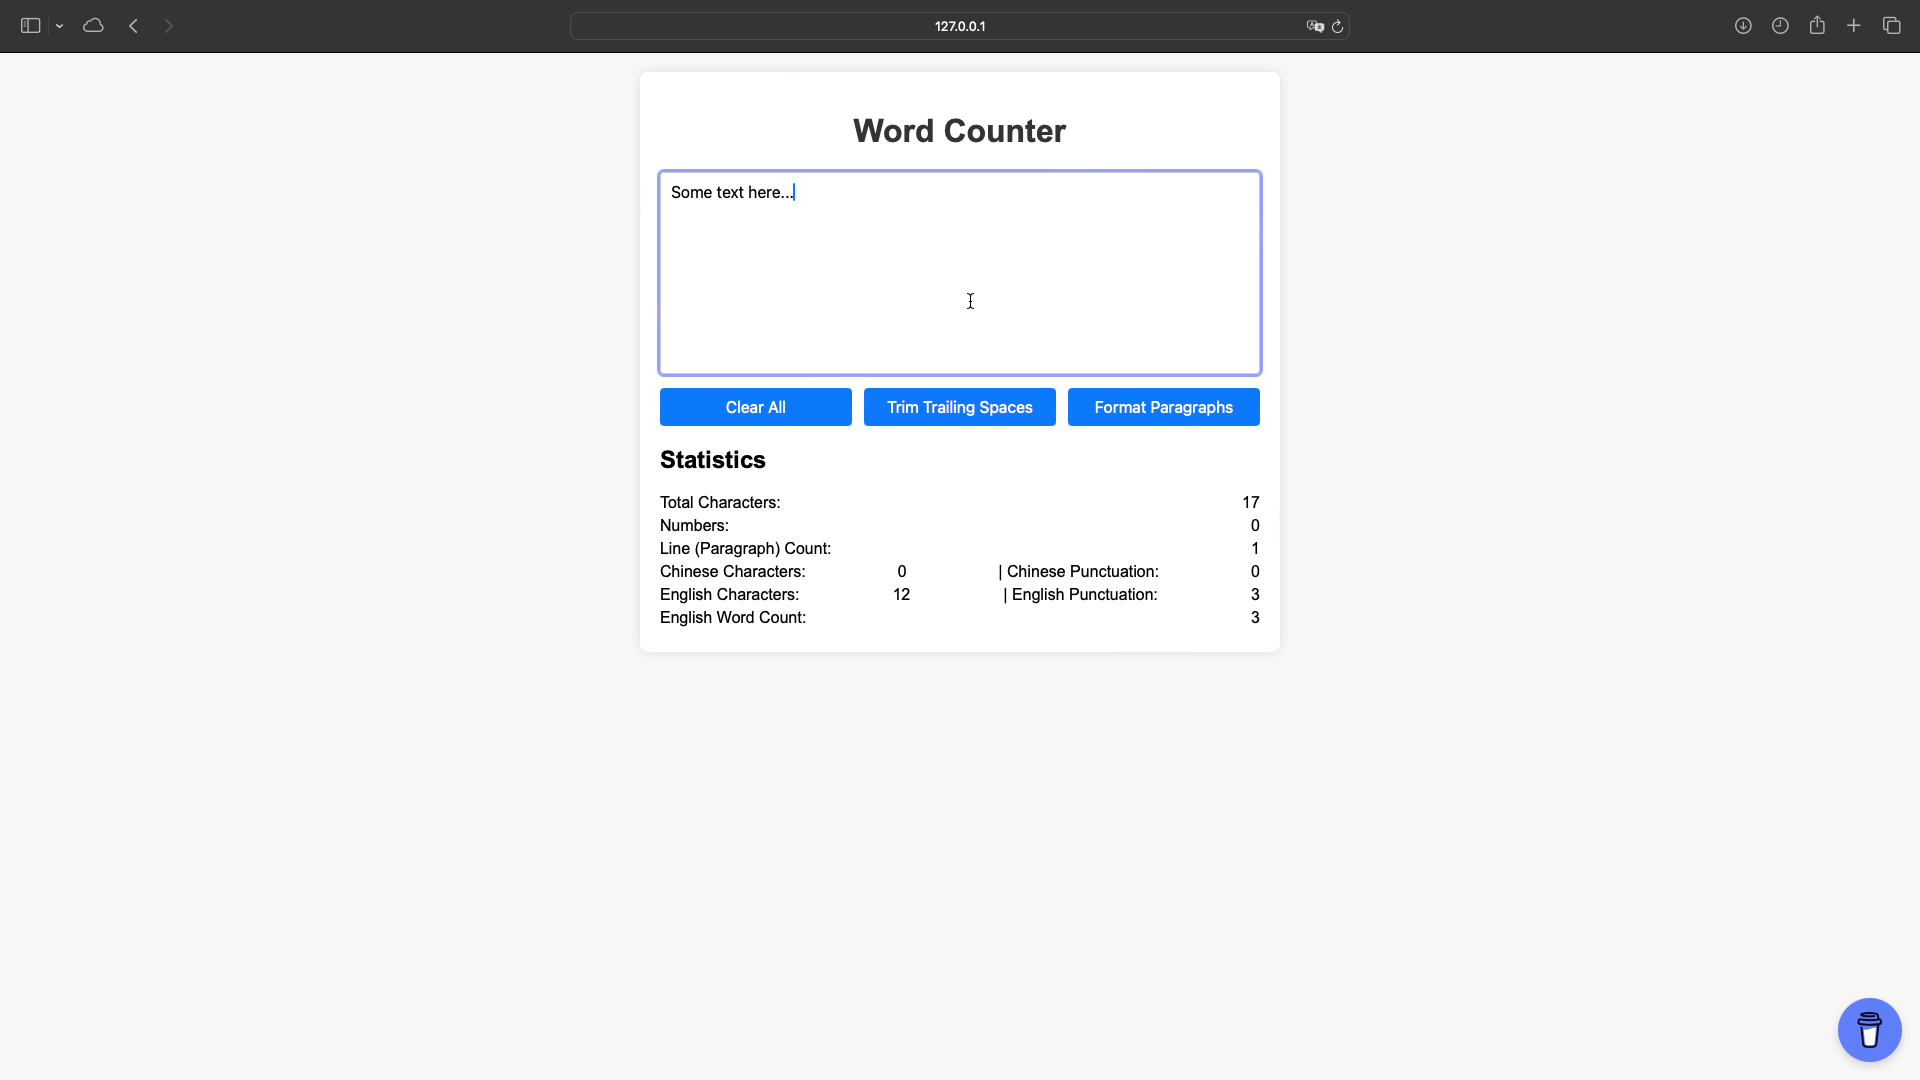 127.0.0.1
Word Counter
Some text here...
Clear All
Trim Trailing Spaces
Format Paragraphs
Statistics
Total Characters: 17
Numbers: 0
Line (Paragraph) Count: 1
Chinese Characters: 0 | Chinese Punctuation: 0
English Characters: 12 | English Punctuation: 3
English Word Count: 3